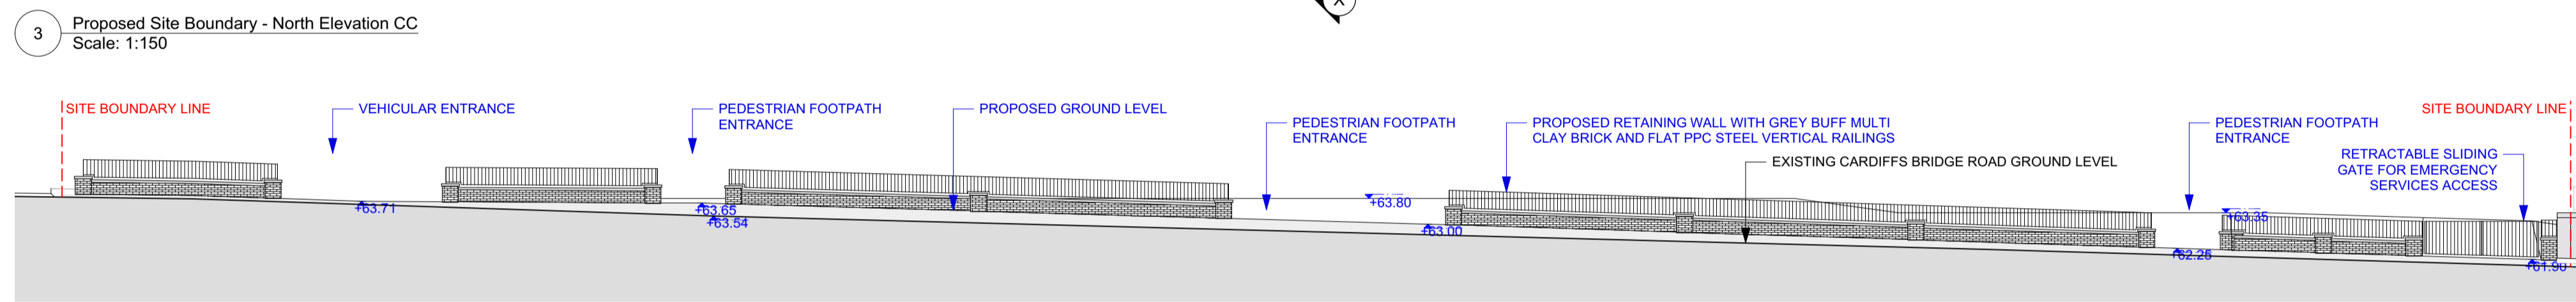 X
3
Proposed Site Boundary - North Elevation CC
Scale: 1:150
SITE BOUNDARY LINE
VEHICULAR ENTRANCE
PEDESTRIAN FOOTPATH
ENTRANCE
PROPOSED GROUND LEVEL
PEDESTRIAN FOOTPATH
ENTRANCE
PROPOSED RETAINING WALL WITH GREY BUFF MULTI
CLAY BRICK AND FLAT PPC STEEL VERTICAL RAILINGS
EXISTING CARDIFFS BRIDGE ROAD GROUND LEVEL
PEDESTRIAN FOOTPATH
ENTRANCE
SITE BOUNDARY LINE
RETRACTABLE SLIDING
GATE FOR EMERGENCY
SERVICES ACCESS
+63.71
+63.65
+63.54
+63.80
+63.00
+63.35
+62.25
+61.90